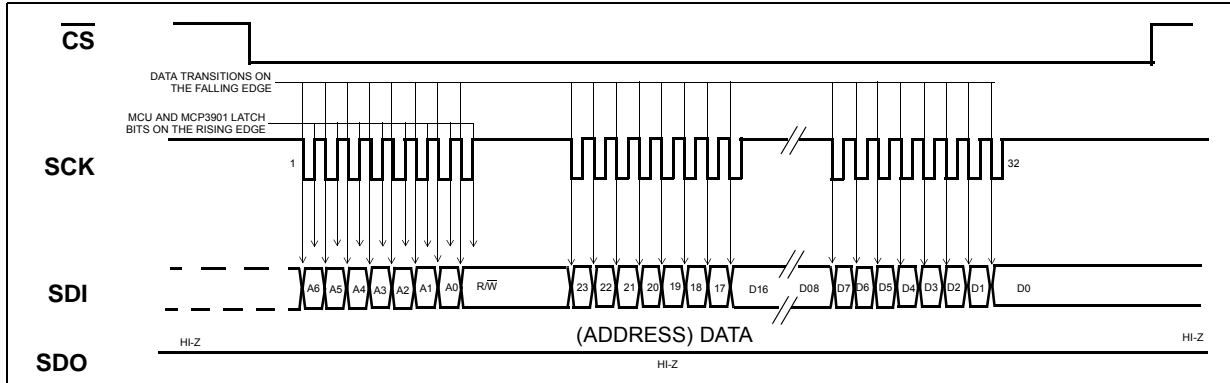 CS
DATA TRANSITIONS ON
THE FALLING EDGE
MCU AND MCP3901 LATCH
BITS ON THE RISING EDGE
SCK
1
32
SDI
A6 A5 A4 A3 A2 A1 A0 R/W 23 22 21 20 19 18 17 D16 D08 D7 D6 D5 D4 D3 D2 D1 D0
(ADDRESS) DATA
HI-Z
HI-Z
SDO
HI-Z